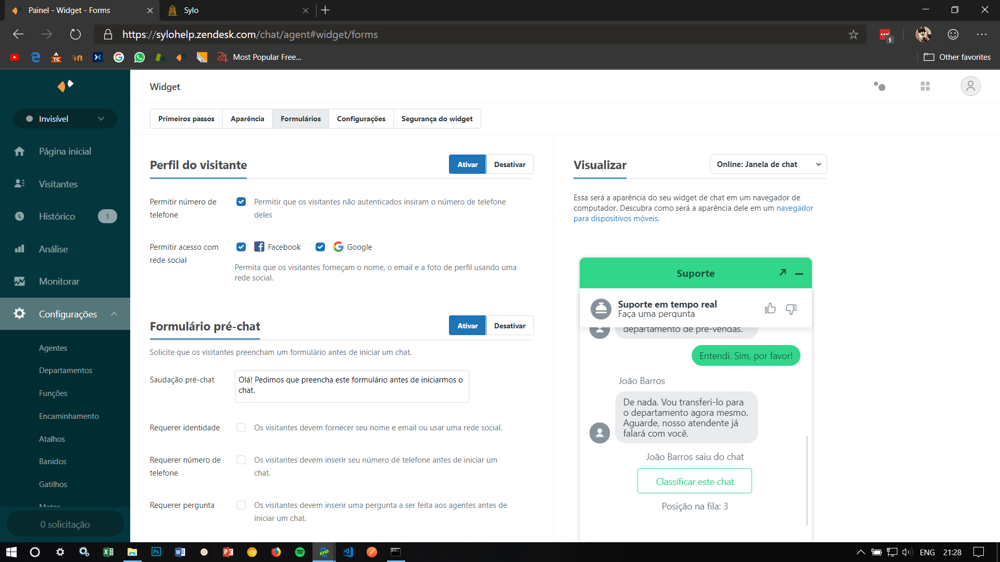 Painel - Widget - Forms
Sylo
https://sylohelp.zendesk.com/chat/agent#widget/forms
1
TC
24 Most Popular Free...
Other favorites
Widget
Invisível
Primeiros passos
Aparência
Formulários
Configurações
Segurança do widget
Página inicial
Visitantes
Histórico
1
Análise
Monitorar
Configurações
Agentes
Departamentos
Funções
Encaminhamento
Atalhos
Banidos
Gatilhos
Metas
0 solicitação
Perfil do visitante
Ativar
Desativar
Permitir número de
telefone
Permitir que os visitantes não autenticados insiram o número de telefone
deles
Permitir acesso com
rede social
Facebook
Google
Permita que os visitantes forneçam o nome, o email e a foto de perfil usando uma
rede social.
Formulário pré-chat
Ativar
Desativar
Solicite que os visitantes preencham um formulário antes de iniciar um chat.
Saudação pré-chat
Olá! Pedimos que preencha este formulário antes de iniciarmos o
chat.
Requerer identidade
Os visitantes devem fornecer seu nome e email ou usar uma rede social.
Requerer número de
telefone
Os visitantes devem inserir seu número de telefone antes de iniciar um
chat.
Requerer pergunta
Os visitantes devem inserir uma pergunta a ser feita aos agentes antes de
iniciar um chat.
Visualizar
Online: Janela de chat
Essa será a aparência do seu widget de chat em um navegador de
computador. Descubra como será a aparência dele em um navegador
para dispositivos móveis.
Suporte
Suporte em tempo real
Faça uma pergunta
departamento de pré-vendas.
Entendi. Sim, por favor!
João Barros
De nada. Vou transferi-lo para
o departamento agora mesmo.
Aguarde, nosso atendente já
falará com você.
João Barros saiu do chat
Classificar este chat
Posição na fila: 3
Ps
ENG
21:28